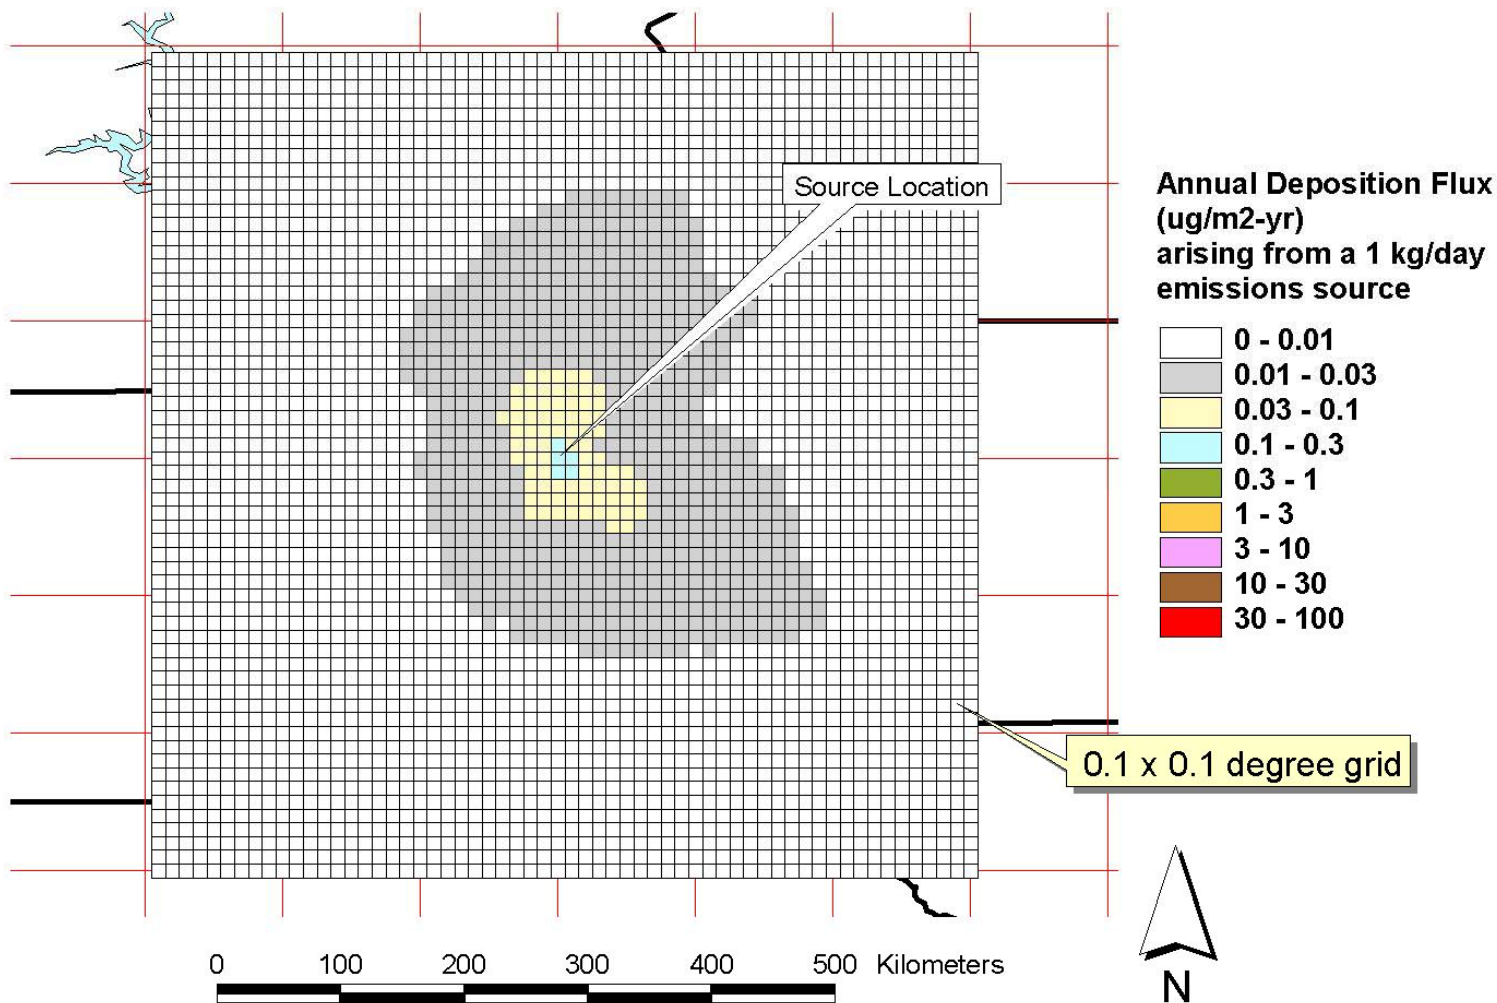 Source Location
Annual Deposition Flux
(ug/m2-yr)
arising from a 1 kg/day
emissions source
0 - 0.01
0.01 - 0.03
0.03 - 0.1
0.1 - 0.3
0.3 - 1
1 - 3
3 - 10
10 - 30
30 - 100
0.1 x 0.1 degree grid
0 100 200 300 400 500 Kilometers
N